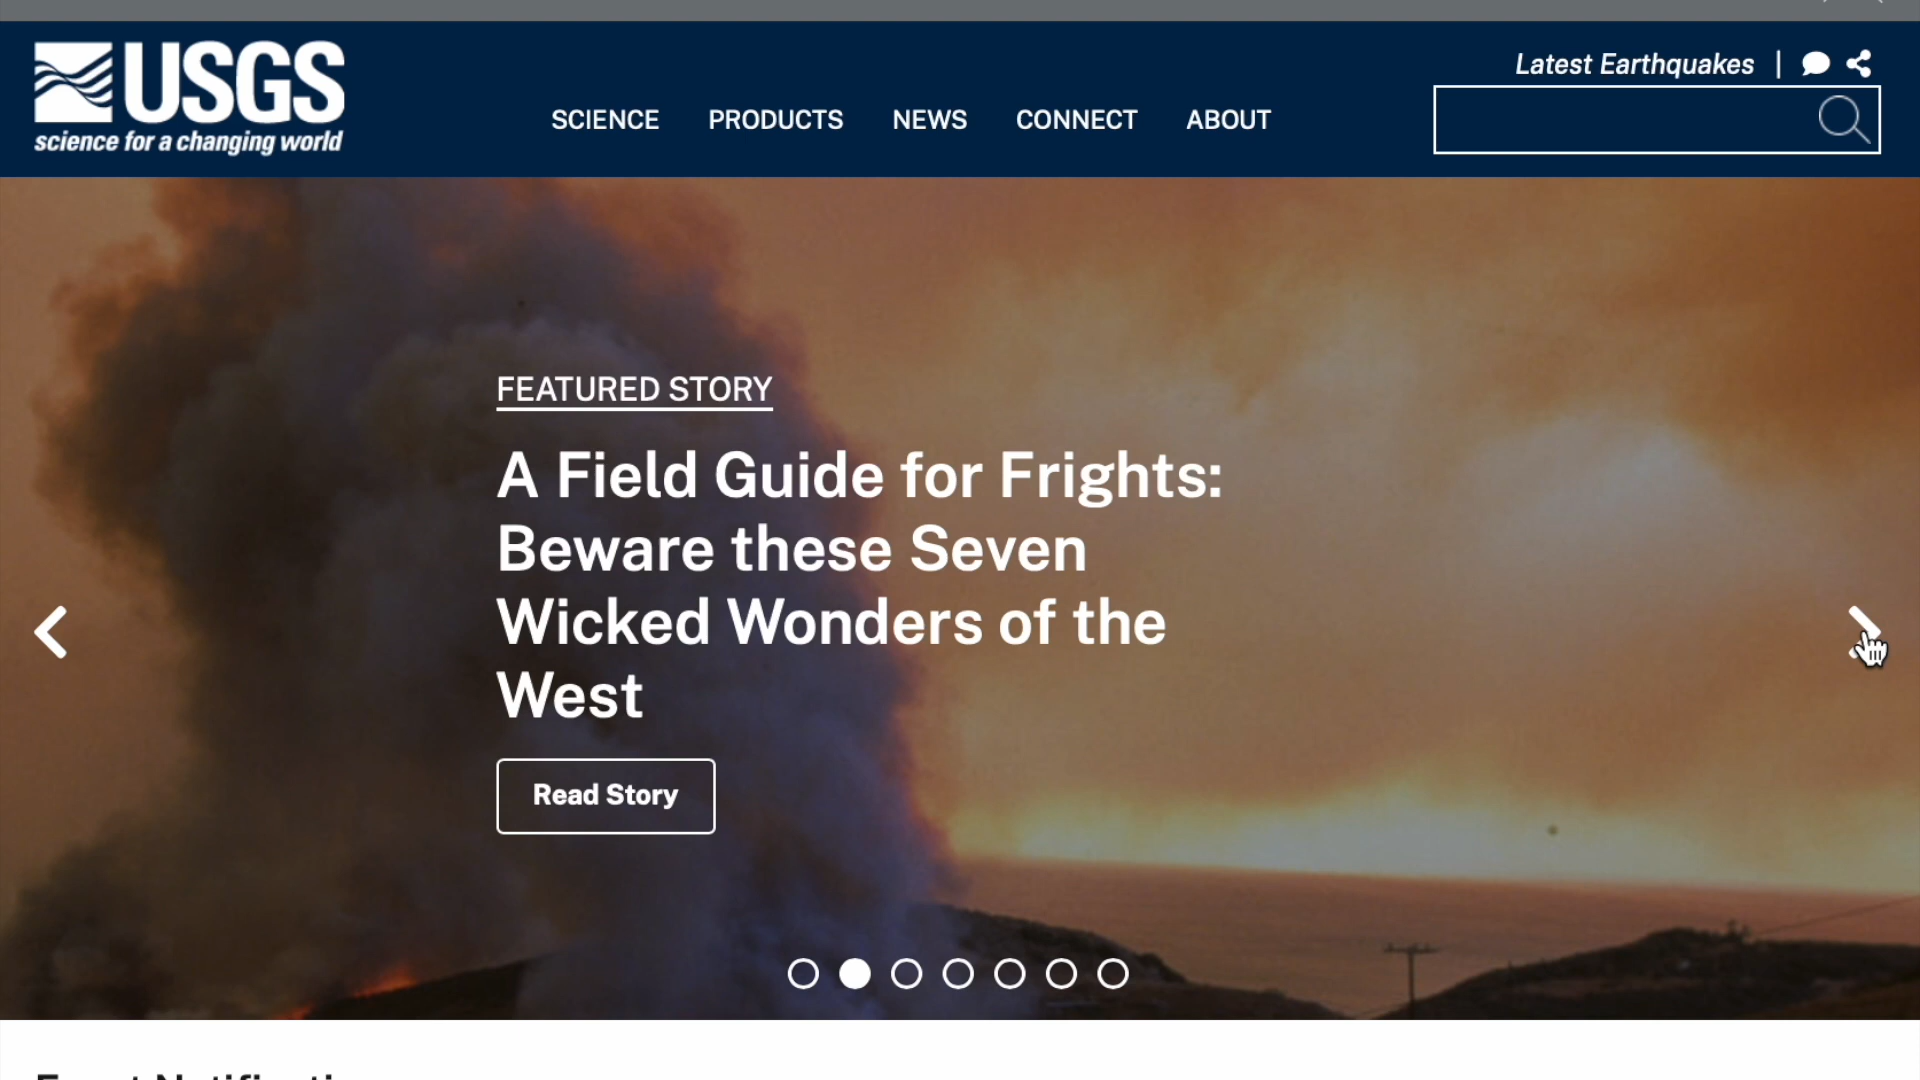 USGS
science for a changing world
Latest Earthquakes |
SCIENCE PRODUCTS NEWS CONNECT ABOUT
FEATURED STORY
A Field Guide for Frights:
Beware these Seven
Wicked Wonders of the
West
Read Story